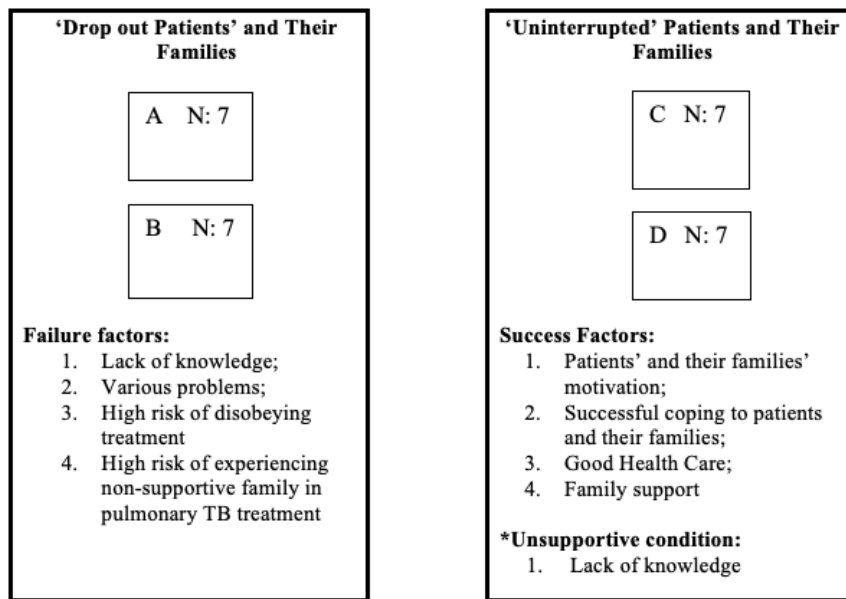 ‘Drop out Patients’ and Their
Families
A N: 7
B N: 7
Failure factors:
1. Lack of knowledge;
2. Various problems;
3. High risk of disobeying
treatment
4. High risk of experiencing
non-supportive family in
pulmonary TB treatment
‘Uninterrupted’ Patients and Their
Families
C N: 7
D N: 7
Success Factors:
1. Patients’ and their families’
motivation;
2. Successful coping to patients
and their families;
3. Good Health Care;
4. Family support
*Unsupportive condition:
1. Lack of knowledge